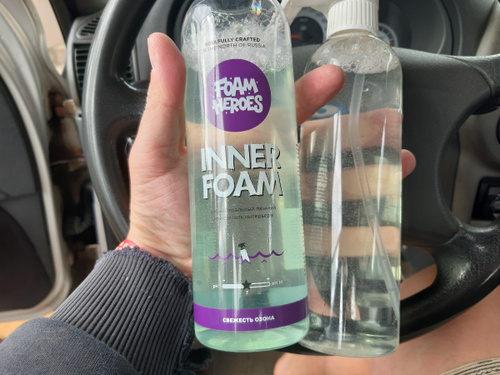 FULLY CRAFTED
NORTH OF RUSSIA
FOAM
HEROES
INNER
FOAM
СВЕЖЕСТЬ ОЗОНА